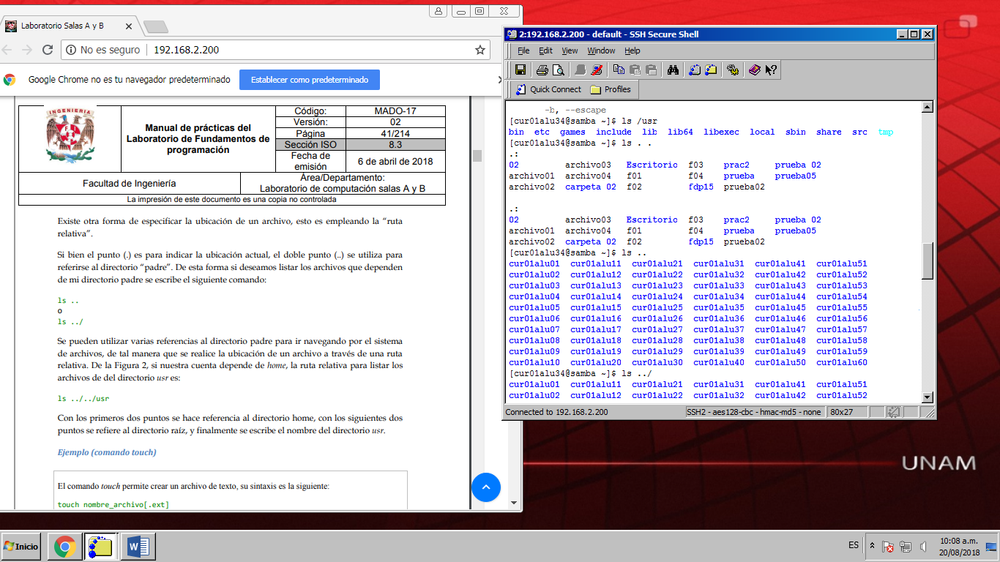 Laboratorio Salas A y B
No es seguro | 192.168.2.200
Google Chrome no es tu navegador predeterminado
Establecer como predeterminado
INGENIERIA
Manual de prácticas del
Laboratorio de Fundamentos de
programación
Código: MADO-17
Versión: 02
Página 41/214
Sección ISO 8.3
Fecha de
emisión
6 de abril de 2018
Facultad de Ingeniería
Área/Departamento:
Laboratorio de computación salas A y B
La impresión de este documento es una copia no controlada
Existe otra forma de especificar la ubicación de un archivo, esto es empleando la “ruta
relativa”.
Si bien el punto (.) es para indicar la ubicación actual, el doble punto (..) se utiliza para
referirse al directorio “padre”. De esta forma si deseamos listar los archivos que dependen
de mi directorio padre se escribe el siguiente comando:
ls ..
o
ls ../
Se pueden utilizar varias referencias al directorio padre para ir navegando por el sistema
de archivos, de tal manera que se realice la ubicación de un archivo a través de una ruta
relativa. De la Figura 2, si nuestra cuenta depende de home, la ruta relativa para listar los
archivos de del directorio usr es:
ls ../../usr
Con los primeros dos puntos se hace referencia al directorio home, con los siguientes dos
puntos se refiere al directorio raíz, y finalmente se escribe el nombre del directorio usr.
Ejemplo (comando touch)
El comando touch permite crear un archivo de texto, su sintaxis es la siguiente:
touch nombre_archivo[.ext]
2:192.168.2.200 - default - SSH Secure Shell
File Edit View Window Help
Quick Connect Profiles
-b, --escape
[cur01alu34@samba ~]$ ls /usr
bin etc games include lib lib64 libexec local sbin share src tmp
[cur01alu34@samba ~]$ ls . .
.:
02 archivo03 Escritorio f03 prac2 prueba 02
archivo01 archivo04 f01 f04 prueba prueba05
archivo02 carpeta 02 f02 fdp15 prueba02
.:
02 archivo03 Escritorio f03 prac2 prueba 02
archivo01 archivo04 f01 f04 prueba prueba05
archivo02 carpeta 02 f02 fdp15 prueba02
[cur01alu34@samba ~]$ ls ..
cur01alu01 cur01alu11 cur01alu21 cur01alu31 cur01alu41 cur01alu51
cur01alu02 cur01alu12 cur01alu22 cur01alu32 cur01alu42 cur01alu52
cur01alu03 cur01alu13 cur01alu23 cur01alu33 cur01alu43 cur01alu53
cur01alu04 cur01alu14 cur01alu24 cur01alu34 cur01alu44 cur01alu54
cur01alu05 cur01alu15 cur01alu25 cur01alu35 cur01alu45 cur01alu55
cur01alu06 cur01alu16 cur01alu26 cur01alu36 cur01alu46 cur01alu56
cur01alu07 cur01alu17 cur01alu27 cur01alu37 cur01alu47 cur01alu57
cur01alu08 cur01alu18 cur01alu28 cur01alu38 cur01alu48 cur01alu58
cur01alu09 cur01alu19 cur01alu29 cur01alu39 cur01alu49 cur01alu59
cur01alu10 cur01alu20 cur01alu30 cur01alu40 cur01alu50 cur01alu60
[cur01alu34@samba ~]$ ls ../
cur01alu01 cur01alu11 cur01alu21 cur01alu31 cur01alu41 cur01alu51
cur01alu02 cur01alu12 cur01alu22 cur01alu32 cur01alu42 cur01alu52
Connected to 192.168.2.200
SSH2 - aes128-cbc - hmac-md5 - none 80x27
UNAM
Inicio
ES
10:08 a.m.
20/08/2018